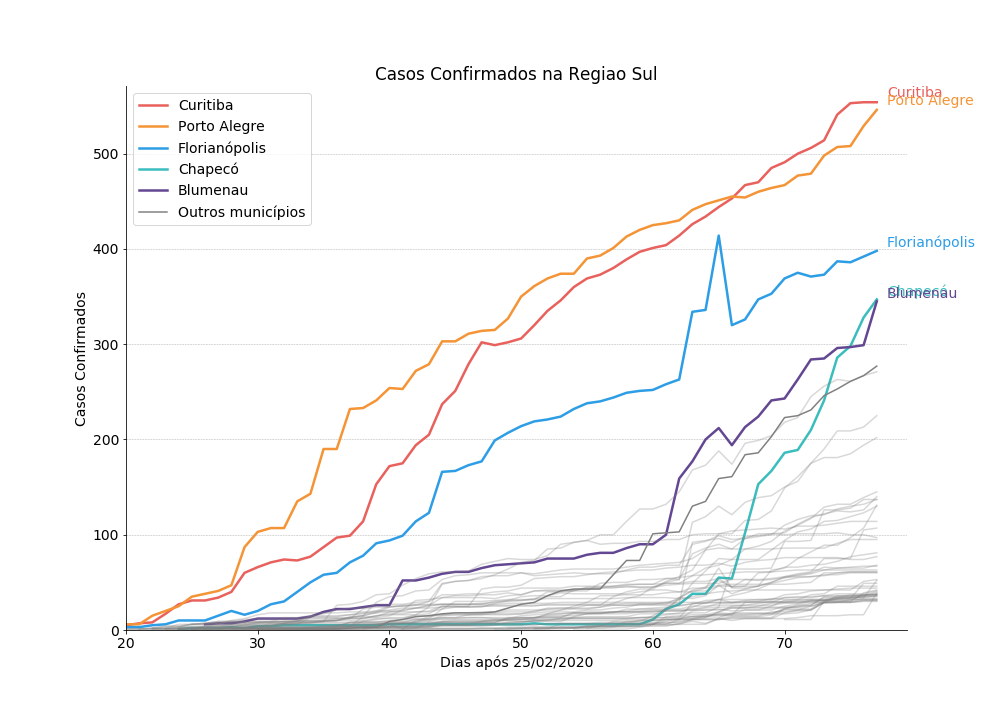 Casos Confirmados na Regiao Sul
Curitiba
Porto Alegre
Florianópolis
Chapecó
Blumenau
Outros municípios
Curitiba
Porto Alegre
Florianópolis
Chapecó
Blumenau
Casos Confirmados
500
400
300
200
100
0
20
30
40
50
60
70
Dias após 25/02/2020